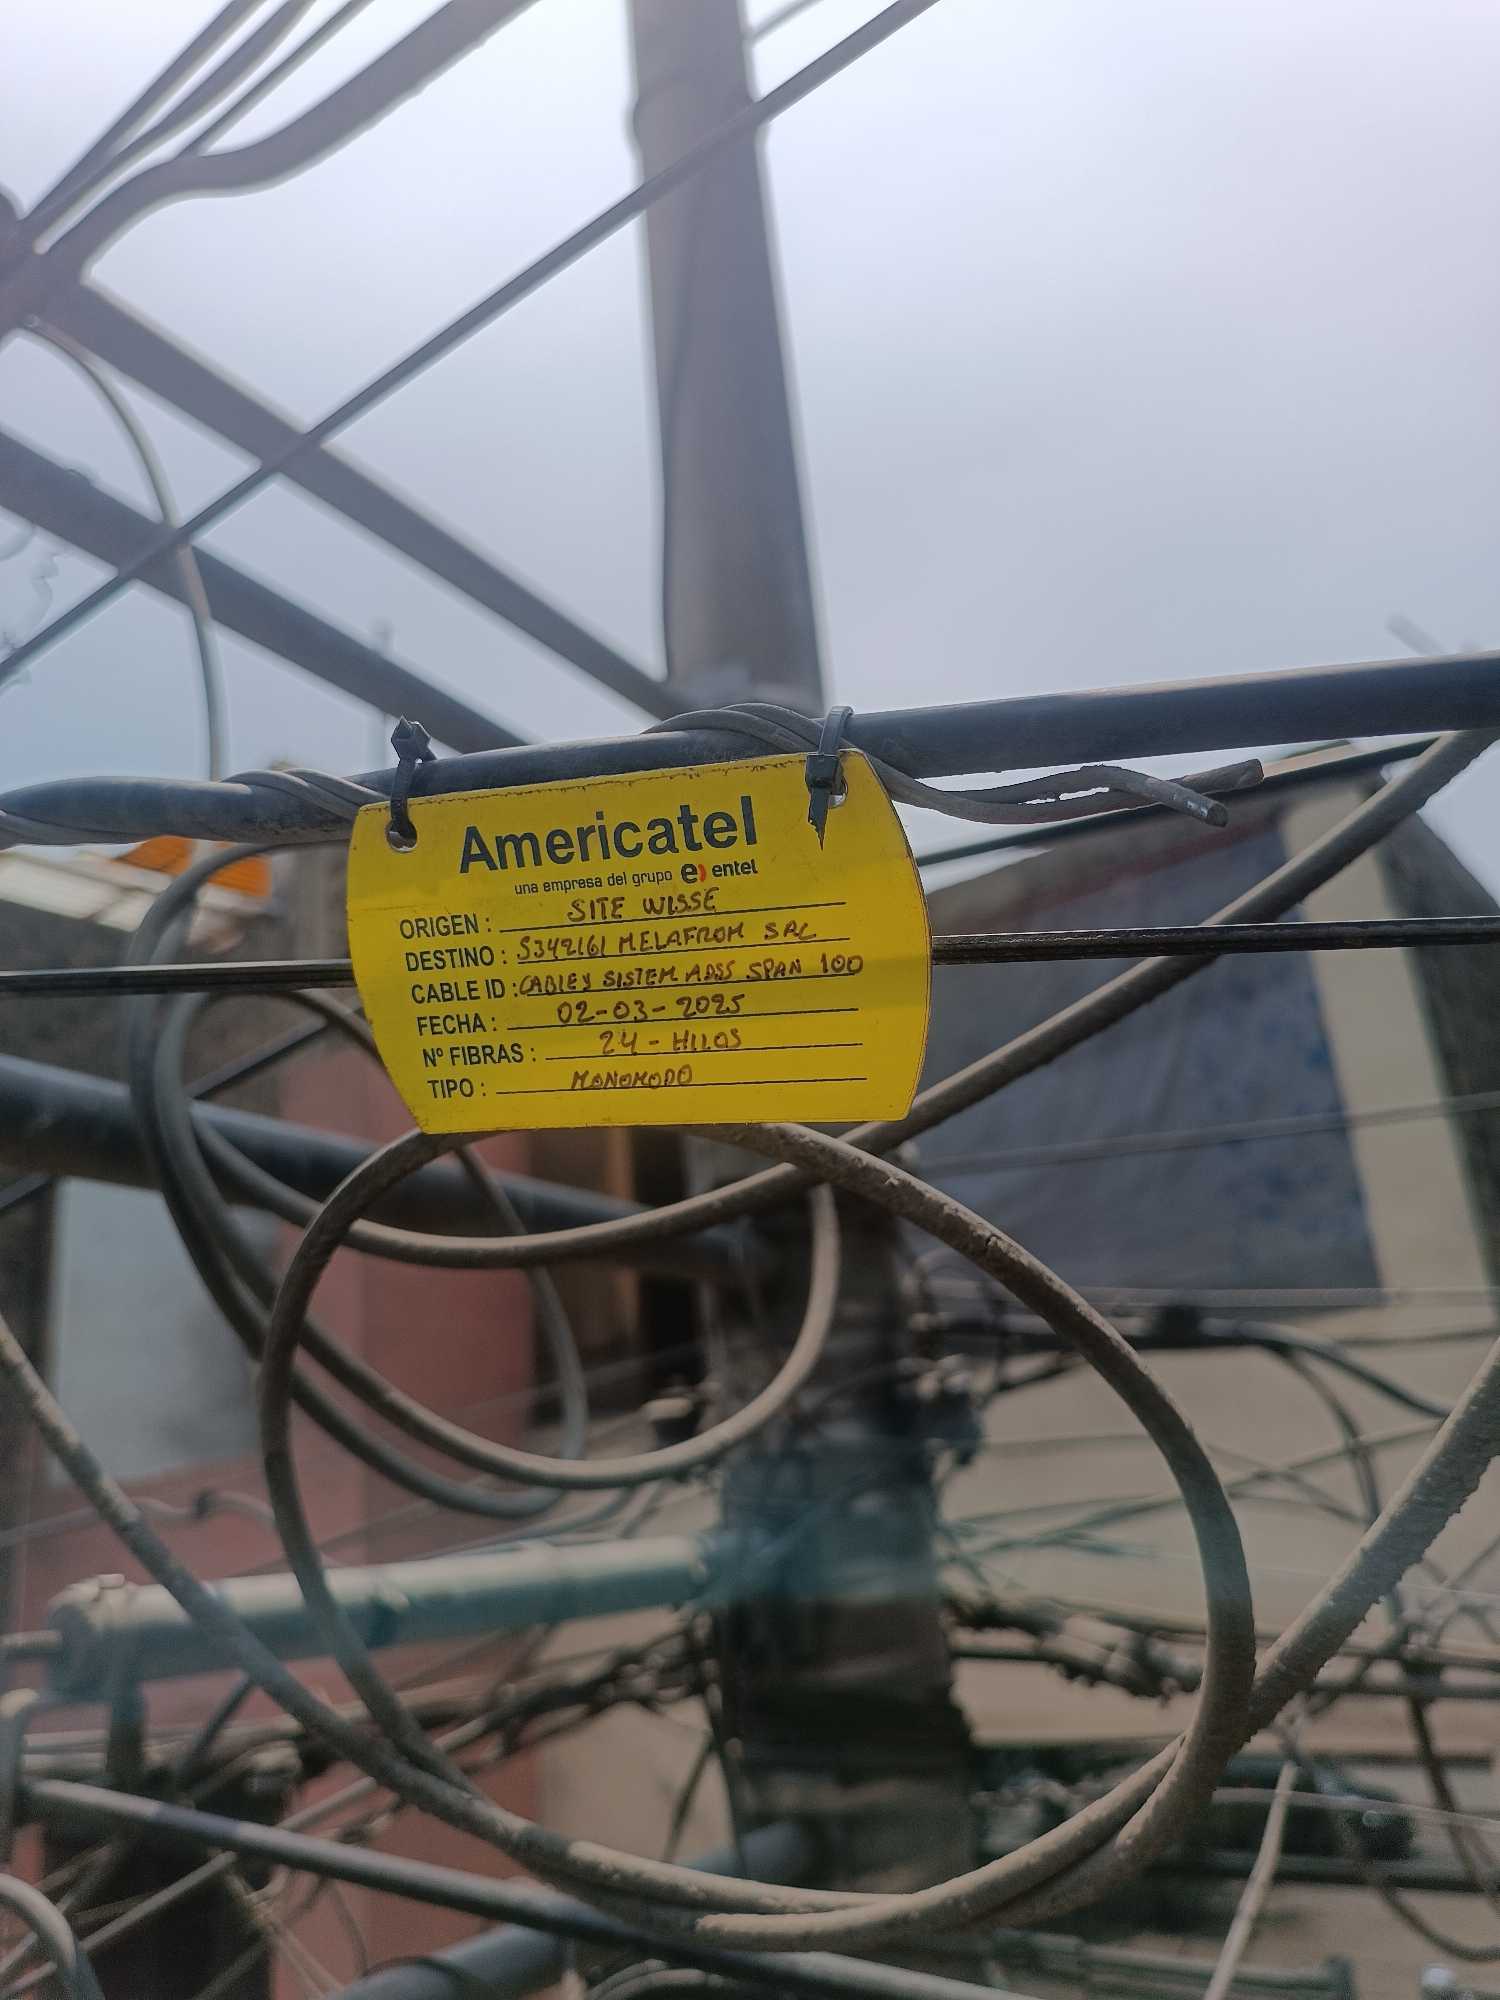 Americatel
una empresa del grupo e) entel
ORIGEN: SITE WISSE
DESTINO: S342161 MELAFROM SAC
CABLE ID: CABLEY SISTEM ADSS SPAN 100
FECHA: 02-03-2025
Nº FIBRAS: 24 - HILOS
TIPO: MONOMODO